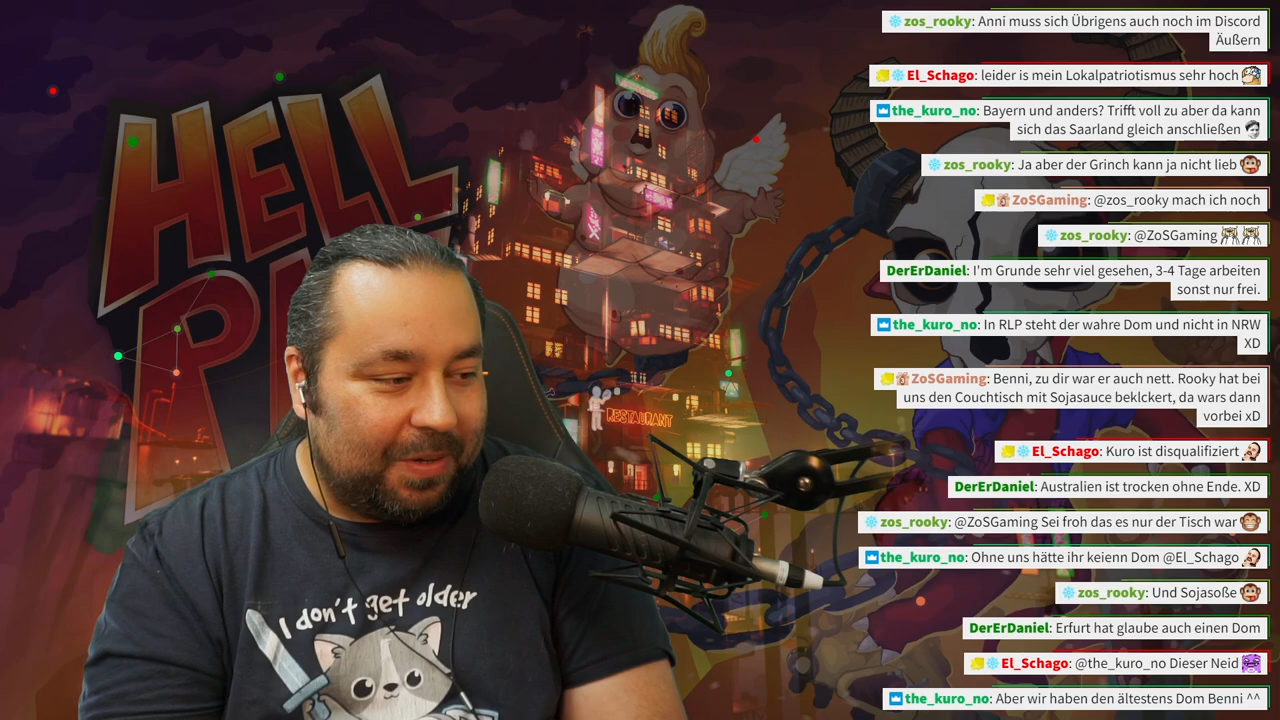 HELL
zos_rooky: Anni muss sich Übrigens auch noch im Discord
Äußern
El_Schago: leider is mein Lokalpatriotismus sehr hoch
the_kuro_no: Bayern und anders? Trifft voll zu aber da kann
sich das Saarland gleich anschließen
zos_rooky: Ja aber der Grinch kann ja nicht lieb
ZoSGaming: @zos_rooky mach ich noch
zos_rooky: @ZoSGaming
DerErDaniel: I'm Grunde sehr viel gesehen, 3-4 Tage arbeiten
sonst nur frei.
the_kuro_no: In RLP steht der wahre Dom und nicht in NRW
XD
ZoSGaming: Benni, zu dir war er auch nett. Rooky hat bei
uns den Couchtisch mit Sojasauce beklckert, da wars dann
vorbei xD
El_Schago: Kuro ist disqualifiziert
DerErDaniel: Australien ist trocken ohne Ende. XD
zos_rooky: @ZoSGaming Sei froh das es nur der Tisch war
the_kuro_no: Ohne uns hätte ihr keienn Dom @El_Schago
zos_rooky: Und Sojasoße
DerErDaniel: Erfurt hat glaube auch einen Dom
El_Schago: @the_kuro_no Dieser Neid
the_kuro_no: Aber wir haben den ältestens Dom Benni ^^
RESTAURANT
I don't get older